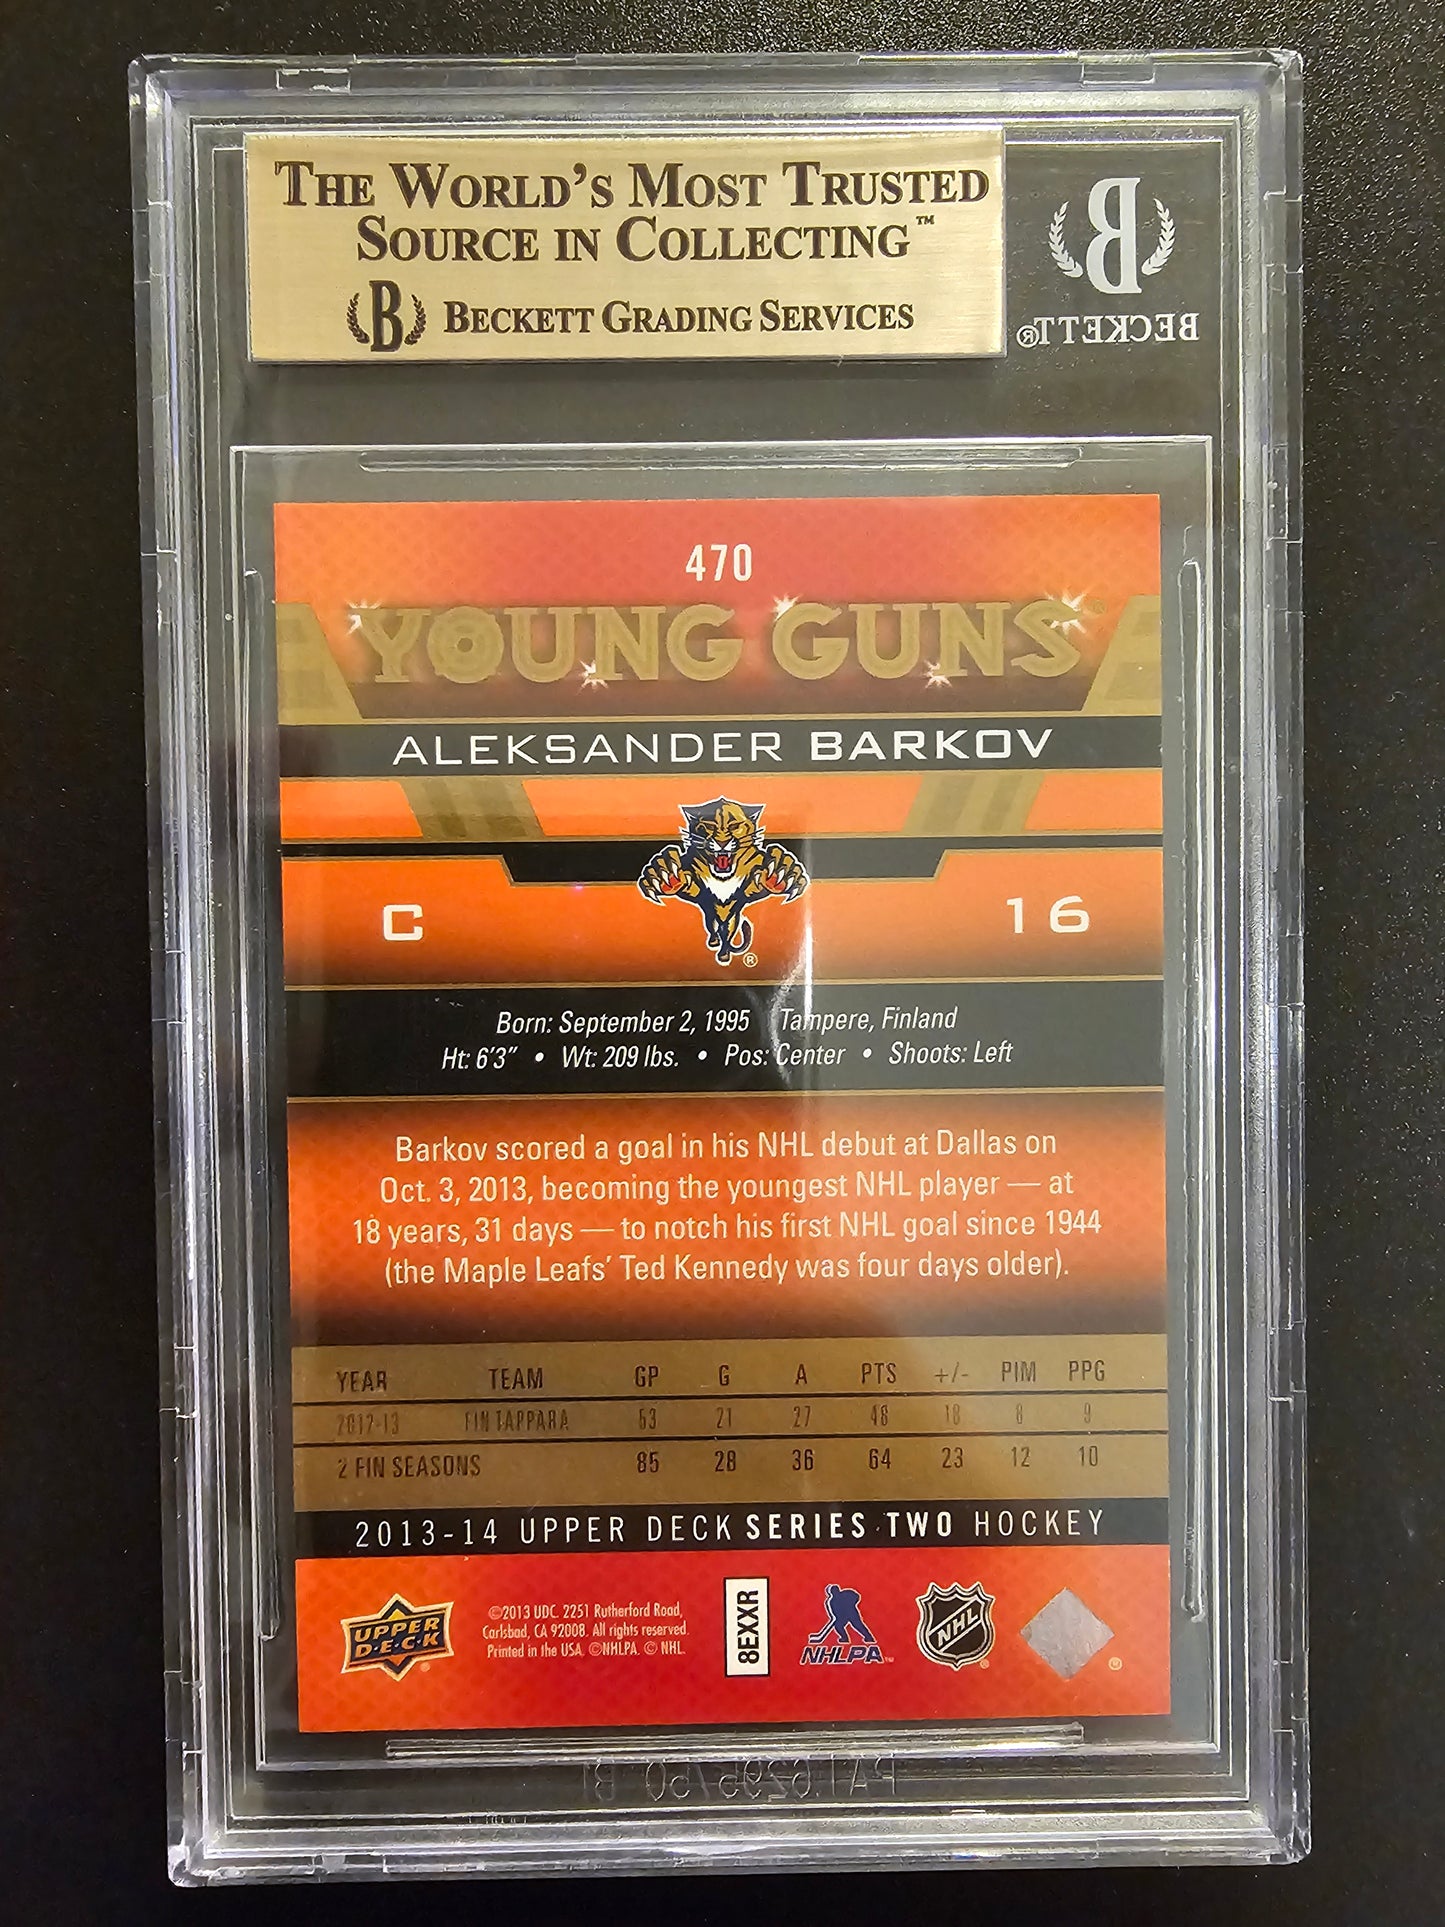 THE WORLD'S MOST TRUSTED
SOURCE IN COLLECTING™
B BECKETT GRADING SERVICES
B
BECKETT®
470
YOUNG GUNS®
ALEKSANDER BARKOV
C 16
®
Born: September 2, 1995 Tampere, Finland
Ht: 6'3" • Wt: 209 lbs. • Pos: Center • Shoots: Left
Barkov scored a goal in his NHL debut at Dallas on
Oct. 3, 2013, becoming the youngest NHL player — at
18 years, 31 days — to notch his first NHL goal since 1944
(the Maple Leafs' Ted Kennedy was four days older).
YEAR TEAM GP G A PTS +/- PIM PPG
2012-13 FIN TAPPARA 53 21 27 48 18 8 9
2 FIN SEASONS 85 28 36 64 23 12 10
2013-14 UPPER DECK SERIES TWO HOCKEY
UPPER
D·E·C·K
®
©2013 UDC. 2251 Rutherford Road,
Carlsbad, CA 92008. All rights reserved.
Printed in the USA. ©NHLPA. © NHL.
8EXXR
NHLPA™
NHL
®
®